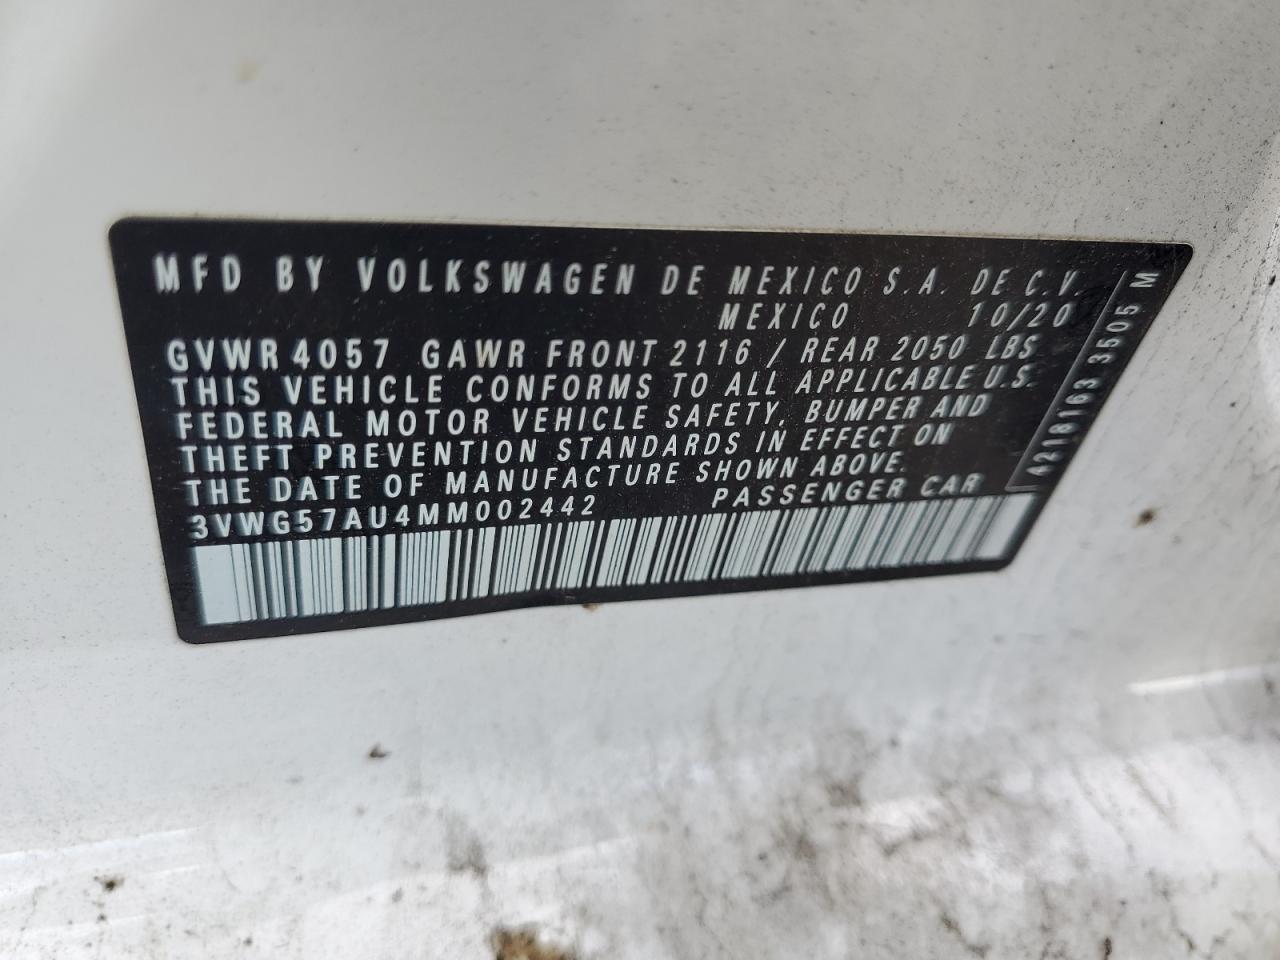 MFD BY VOLKSWAGEN DE MEXICO S.A. DE C.V.
MEXICO 10/20
GVWR 4057 GAWR FRONT 2116 / REAR 2050 LBS
THIS VEHICLE CONFORMS TO ALL APPLICABLE U.S.
FEDERAL MOTOR VEHICLE SAFETY, BUMPER AND
THEFT PREVENTION STANDARDS IN EFFECT ON
THE DATE OF MANUFACTURE SHOWN ABOVE.
3VWG57AU4MM002442 PASSENGER CAR
4218163 3505 M